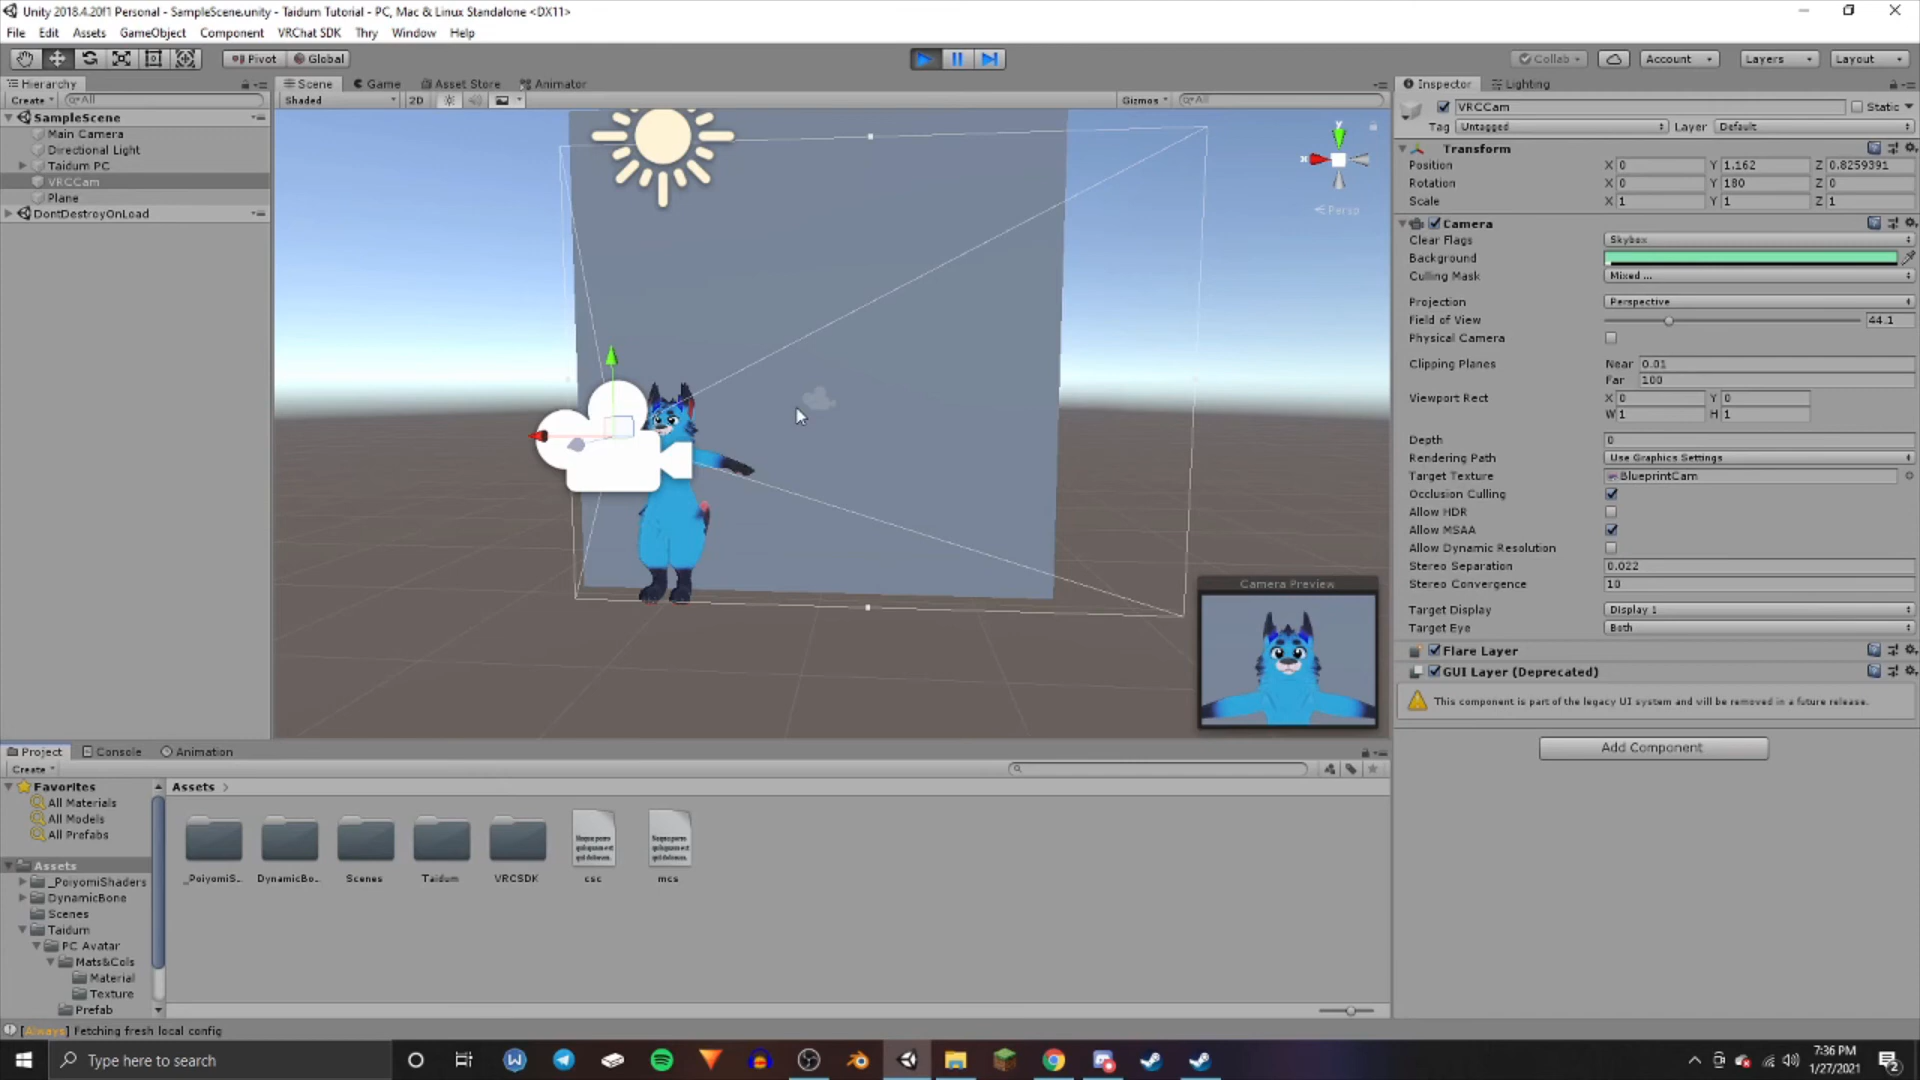 Unity 2018.4.20f1 Personal - SampleScene.unity - Taidum Tutorial - PC, Mac & Linux Standalone <DX11>
File Edit Assets GameObject Component VRChat SDK Thry Window Help
Pivot Global Collab Account Layers Layout
Hierarchy
Create All
SampleScene
Main Camera
Directional Light
Taidum PC
VRCCam
Plane
DontDestroyOnLoad
Scene Game Asset Store Animator
Shaded 2D Gizmos All
y
x
Persp
Camera Preview
Inspector Lighting
VRCCam Static
Tag Untagged Layer Default
Transform
Position X 0 Y 1.162 Z 0.8259391
Rotation X 0 Y 180 Z 0
Scale X 1 Y 1 Z 1
Camera
Clear Flags Skybox
Background
Culling Mask Mixed ...
Projection Perspective
Field of View 44.1
Physical Camera
Clipping Planes Near 0.01
Far 100
Viewport Rect X 0 Y 0
W 1 H 1
Depth 0
Rendering Path Use Graphics Settings
Target Texture BlueprintCam
Occlusion Culling
Allow HDR
Allow MSAA
Allow Dynamic Resolution
Stereo Separation 0.022
Stereo Convergence 10
Target Display Display 1
Target Eye Both
Flare Layer
GUI Layer (Deprecated)
This component is part of the legacy UI system and will be removed in a future release.
Add Component
Project Console Animation
Create
Favorites
All Materials
All Models
All Prefabs
Assets
_PoiyomiShaders
DynamicBone
Scenes
Taidum
PC Avatar
Mats&Cols
Material
Texture
Prefab
Assets
_PoiyomiS... DynamicBo... Scenes Taidum VRCSDK csc mcs
[Always] Fetching fresh local config
Type here to search
7:36 PM
1/27/2021
2